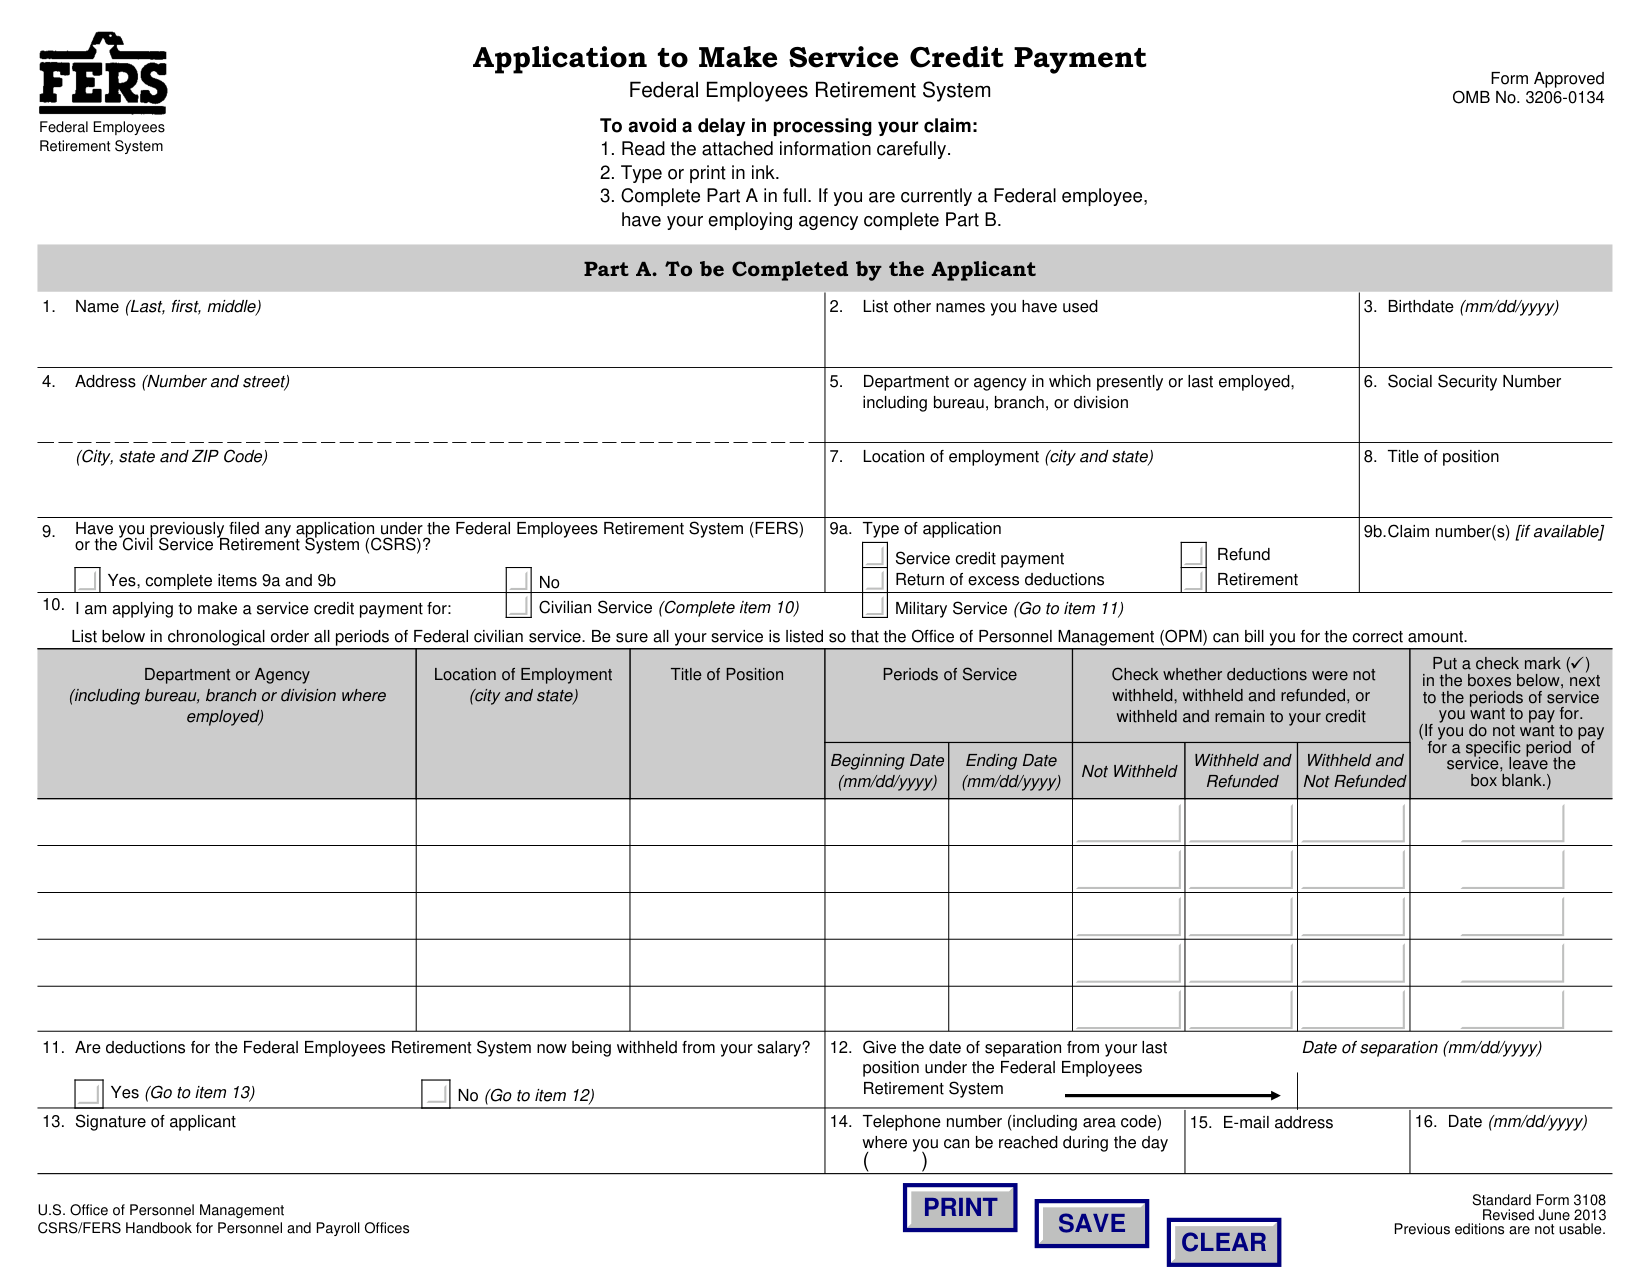 FERS
Federal Employees
Retirement System
Application to Make Service Credit Payment
Federal Employees Retirement System
Form Approved
OMB No. 3206-0134
To avoid a delay in processing your claim:
1. Read the attached information carefully.
2. Type or print in ink.
3. Complete Part A in full. If you are currently a Federal employee,
have your employing agency complete Part B.
Part A. To be Completed by the Applicant
1. Name (Last, first, middle)
2. List other names you have used
3. Birthdate (mm/dd/yyyy)
4. Address (Number and street)
5. Department or agency in which presently or last employed,
including bureau, branch, or division
6. Social Security Number
(City, state and ZIP Code)
7. Location of employment (city and state)
8. Title of position
9. Have you previously filed any application under the Federal Employees Retirement System (FERS)
or the Civil Service Retirement System (CSRS)?
Yes, complete items 9a and 9b
No
9a. Type of application
Service credit payment
Refund
Return of excess deductions
Retirement
9b. Claim number(s) [if available]
10. I am applying to make a service credit payment for:
Civilian Service (Complete item 10)
Military Service (Go to item 11)
List below in chronological order all periods of Federal civilian service. Be sure all your service is listed so that the Office of Personnel Management (OPM) can bill you for the correct amount.
Department or Agency
(including bureau, branch or division where
employed)
Location of Employment
(city and state)
Title of Position
Periods of Service
Beginning Date
(mm/dd/yyyy)
Ending Date
(mm/dd/yyyy)
Check whether deductions were not
withheld, withheld and refunded, or
withheld and remain to your credit
Not Withheld
Withheld and
Refunded
Withheld and
Not Refunded
Put a check mark (✓)
in the boxes below, next
to the periods of service
you want to pay for.
(If you do not want to pay
for a specific period of
service, leave the
box blank.)
11. Are deductions for the Federal Employees Retirement System now being withheld from your salary?
Yes (Go to item 13)
No (Go to item 12)
12. Give the date of separation from your last
position under the Federal Employees
Retirement System
Date of separation (mm/dd/yyyy)
13. Signature of applicant
14. Telephone number (including area code)
where you can be reached during the day
( )
15. E-mail address
16. Date (mm/dd/yyyy)
U.S. Office of Personnel Management
CSRS/FERS Handbook for Personnel and Payroll Offices
PRINT
SAVE
CLEAR
Standard Form 3108
Revised June 2013
Previous editions are not usable.